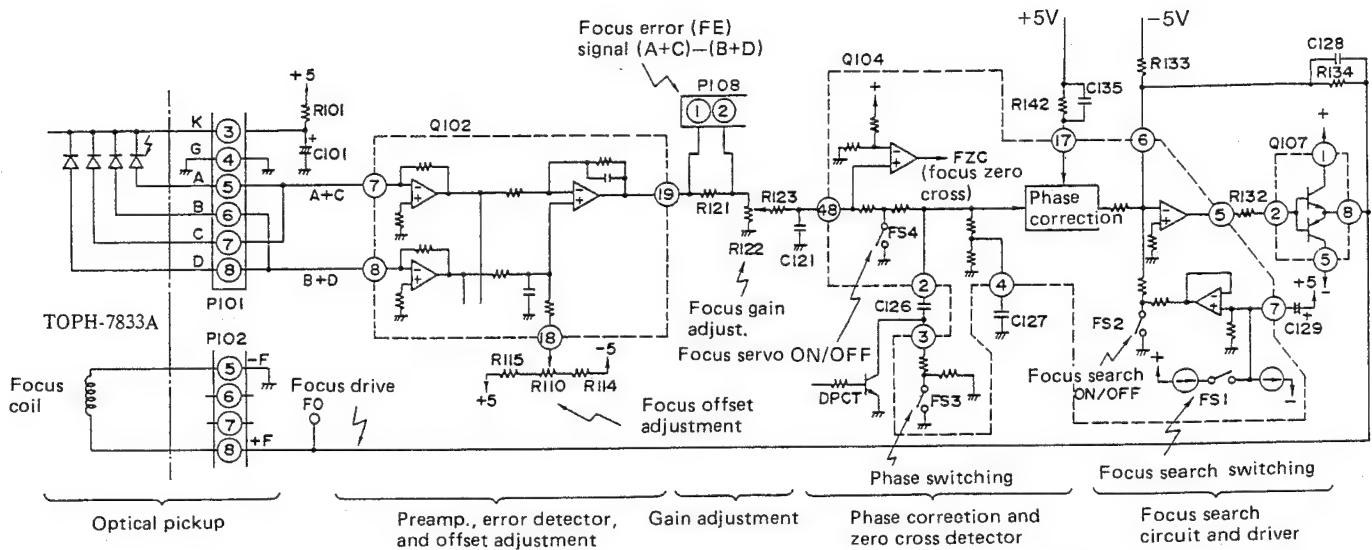 Focus error (FE)
signal (A+C)—(B+D)
+5V
−5V
C128
R134
R133
Q104
P108
1 2
C135
R142
+5
R101
C101
Q102
K 3
G 4
A 5
B 6
C 7
D 8
P101
A+C
B+D
7
8
19
18
R121
R123
R122
C121
48
+
FZC
(focus zero
cross)
FS4
17
6
Phase
correction
5
R132
Q107
+
1
2
8
5
−
TOPH-7833A
P102
5 −F
6
7
8 +F
Focus
coil
Focus drive
FO
R115
R110
R114
+5
−5
Focus offset
adjustment
Focus gain
adjust.
Focus servo ON/OFF
2
C126
3
4
C127
DPCT
FS3
FS2
Focus search
ON/OFF
7
+5
C129
+
FS1
−
Phase switching
Focus search switching
Optical pickup
Preamp., error detector,
and offset adjustment
Gain adjustment
Phase correction and
zero cross detector
Focus search
circuit and driver